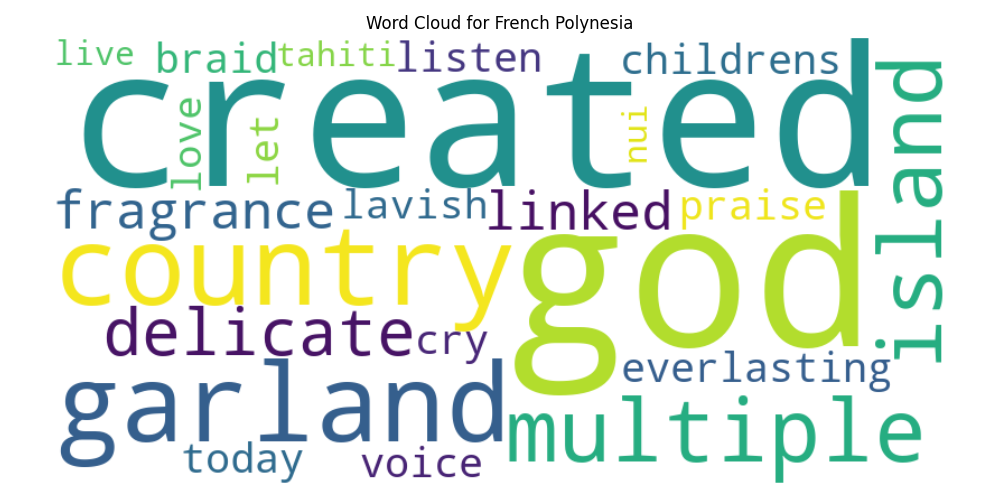 Word Cloud for French Polynesia
live braid tahiti listen childrens
created
love let nui island
fragrance lavish linked praise
country god
delicate cry
everlasting
garland multiple
today voice